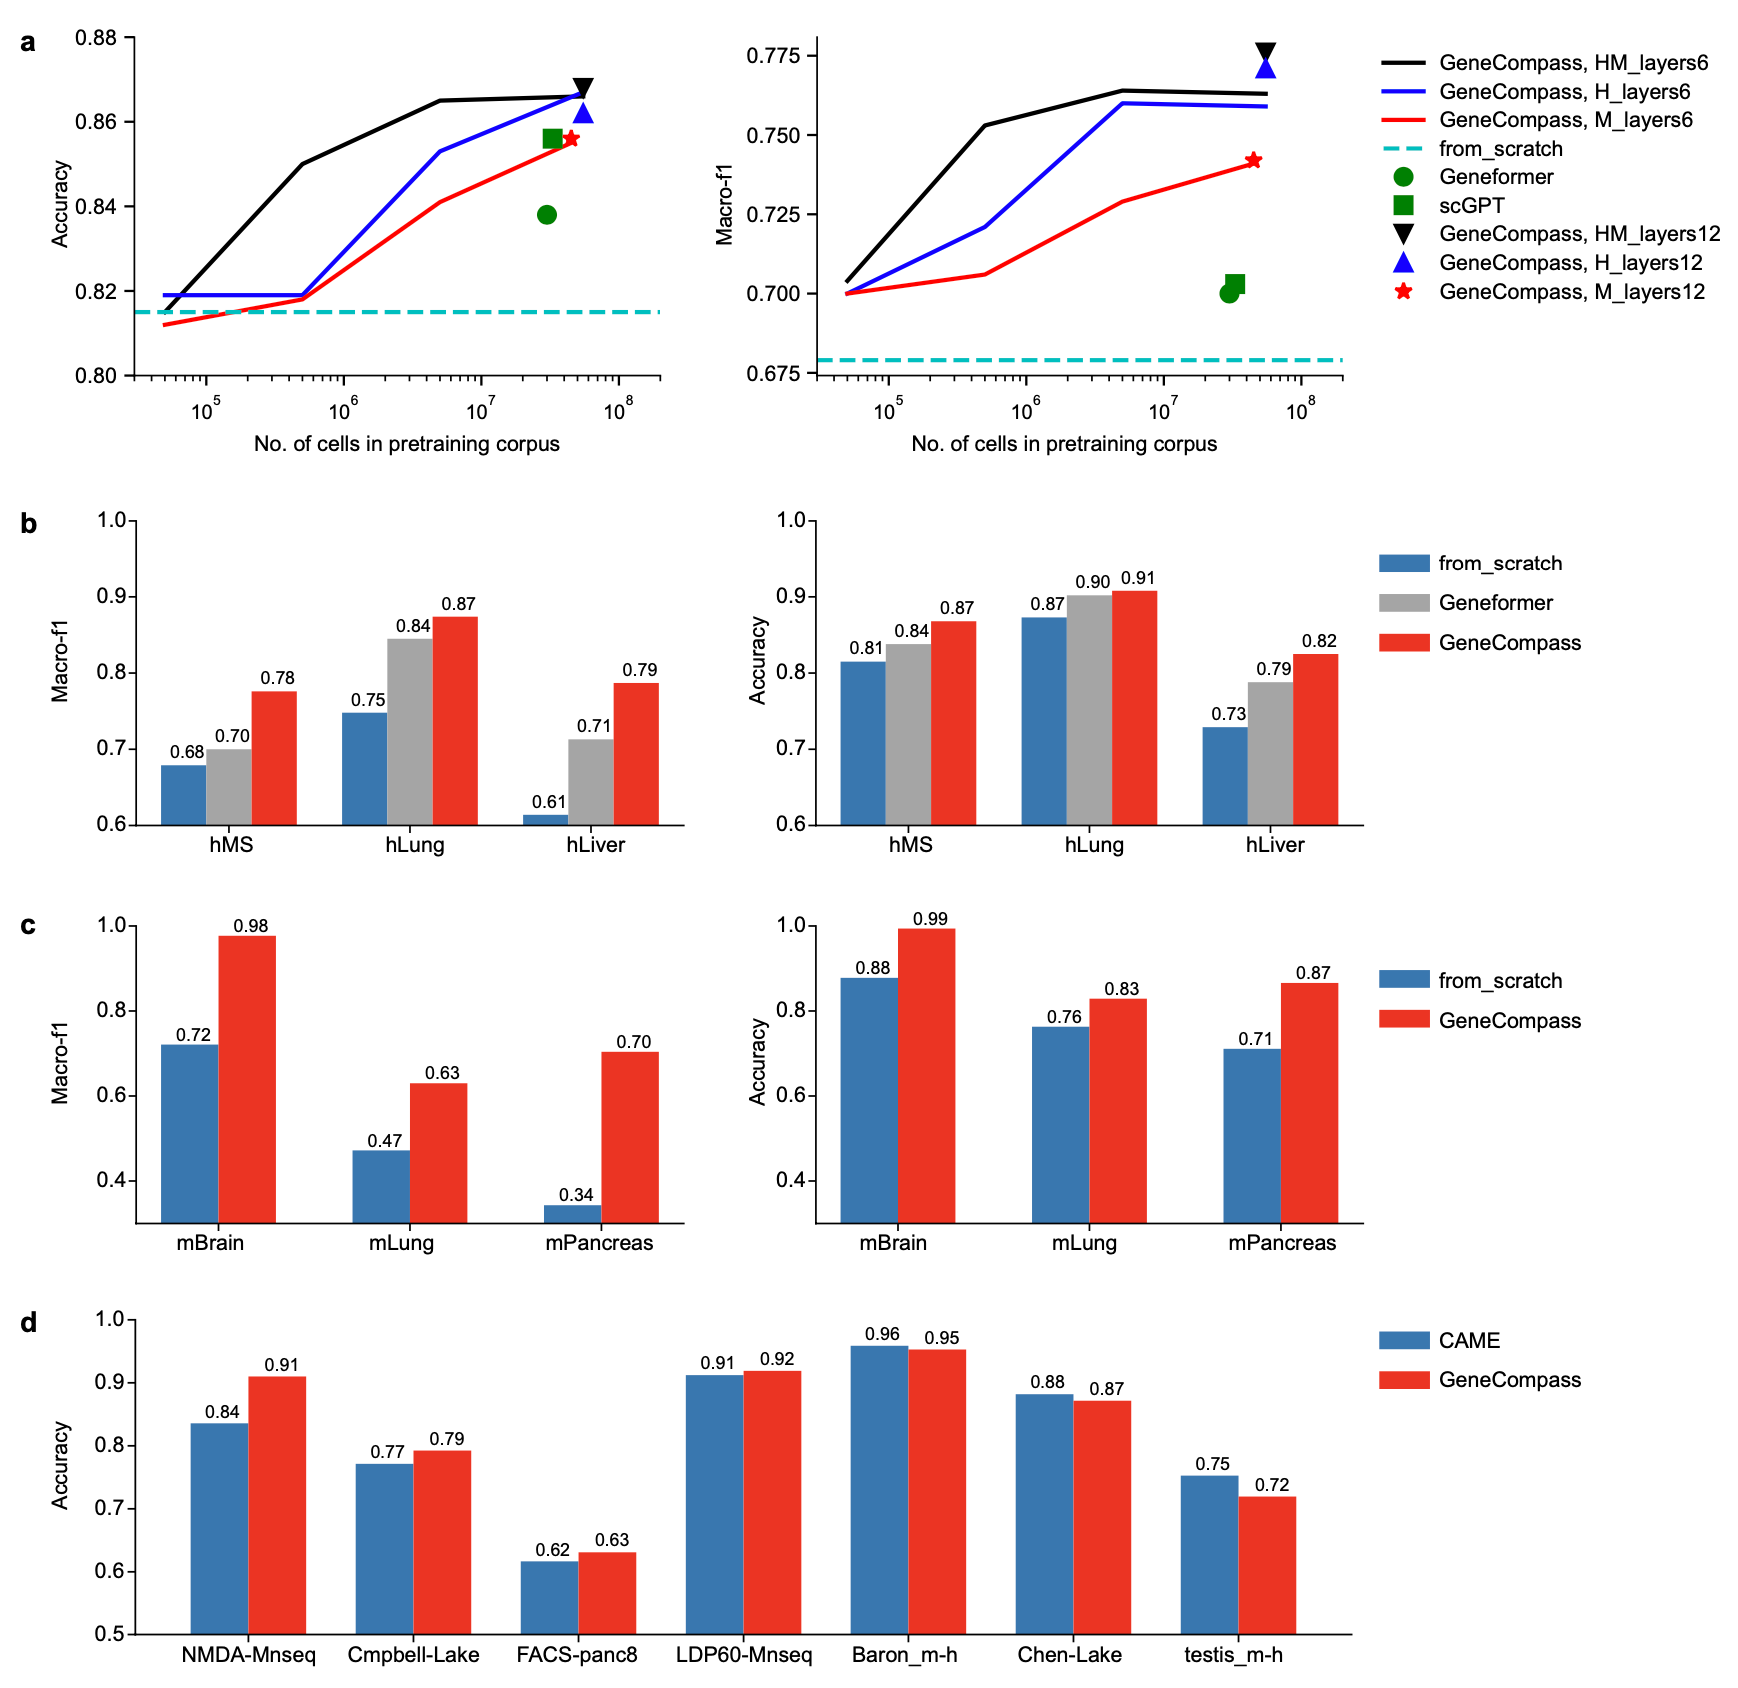 a
0.88
0.86
0.84
0.82
0.80
Accuracy
10^5
10^6
10^7
10^8
No. of cells in pretraining corpus
0.775
0.750
0.725
0.700
0.675
Macro-f1
10^5
10^6
10^7
10^8
No. of cells in pretraining corpus
GeneCompass, HM_layers6
GeneCompass, H_layers6
GeneCompass, M_layers6
from_scratch
Geneformer
scGPT
GeneCompass, HM_layers12
GeneCompass, H_layers12
GeneCompass, M_layers12
b
1.0
0.9
0.8
0.7
0.6
Macro-f1
0.68
0.70
0.78
0.75
0.84
0.87
0.61
0.71
0.79
hMS
hLung
hLiver
1.0
0.9
0.8
0.7
0.6
Accuracy
0.81
0.84
0.87
0.87
0.90
0.91
0.73
0.79
0.82
hMS
hLung
hLiver
from_scratch
Geneformer
GeneCompass
c
1.0
0.8
0.6
0.4
Macro-f1
0.72
0.98
0.47
0.63
0.34
0.70
mBrain
mLung
mPancreas
1.0
0.8
0.6
0.4
Accuracy
0.88
0.99
0.76
0.83
0.71
0.87
mBrain
mLung
mPancreas
from_scratch
GeneCompass
d
1.0
0.9
0.8
0.7
0.6
0.5
Accuracy
0.84
0.91
0.77
0.79
0.62
0.63
0.91
0.92
0.96
0.95
0.88
0.87
0.75
0.72
NMDA-Mnseq
Cmpbell-Lake
FACS-panc8
LDP60-Mnseq
Baron_m-h
Chen-Lake
testis_m-h
CAME
GeneCompass